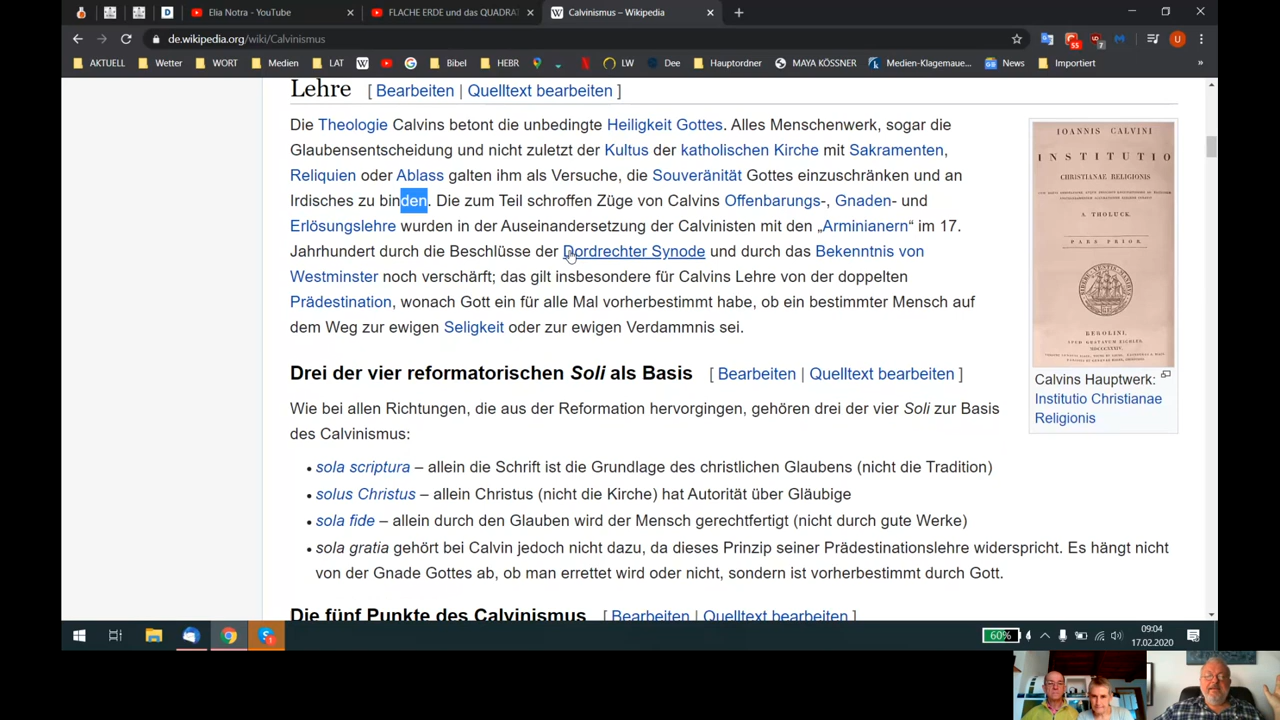 Elia Notra - YouTube
FLACHE ERDE und das QUADRAT
Calvinismus – Wikipedia
de.wikipedia.org/wiki/Calvinismus
55
7
U
AKTUELL
Wetter
WORT
Medien
LAT
Bibel
HEBR
LW
Dee
Hauptordner
MAYA KÖSSNER
Medien-Klagemaue...
News
Importiert
»
Lehre [ Bearbeiten | Quelltext bearbeiten ]
Die Theologie Calvins betont die unbedingte Heiligkeit Gottes. Alles Menschenwerk, sogar die
Glaubensentscheidung und nicht zuletzt der Kultus der katholischen Kirche mit Sakramenten,
Reliquien oder Ablass galten ihm als Versuche, die Souveränität Gottes einzuschränken und an
Irdisches zu binden. Die zum Teil schroffen Züge von Calvins Offenbarungs-, Gnaden- und
Erlösungslehre wurden in der Auseinandersetzung der Calvinisten mit den „Arminianern“ im 17.
Jahrhundert durch die Beschlüsse der Dordrechter Synode und durch das Bekenntnis von
Westminster noch verschärft; das gilt insbesondere für Calvins Lehre von der doppelten
Prädestination, wonach Gott ein für alle Mal vorherbestimmt habe, ob ein bestimmter Mensch auf
dem Weg zur ewigen Seligkeit oder zur ewigen Verdammnis sei.
IOANNIS CALVINI
INSTITUTIO
CHRISTIANAE RELIGIONIS
A. THOLUCK.
PARS PRIOR.
BEROLINI,
Calvins Hauptwerk:
Institutio Christianae
Religionis
Drei der vier reformatorischen Soli als Basis [ Bearbeiten | Quelltext bearbeiten ]
Wie bei allen Richtungen, die aus der Reformation hervorgingen, gehören drei der vier Soli zur Basis
des Calvinismus:
• sola scriptura – allein die Schrift ist die Grundlage des christlichen Glaubens (nicht die Tradition)
• solus Christus – allein Christus (nicht die Kirche) hat Autorität über Gläubige
• sola fide – allein durch den Glauben wird der Mensch gerechtfertigt (nicht durch gute Werke)
• sola gratia gehört bei Calvin jedoch nicht dazu, da dieses Prinzip seiner Prädestinationslehre widerspricht. Es hängt nicht
von der Gnade Gottes ab, ob man errettet wird oder nicht, sondern ist vorherbestimmt durch Gott.
Die fünf Punkte des Calvinismus [ Bearbeiten | Quelltext bearbeiten ]
60%
09:04
17.02.2020